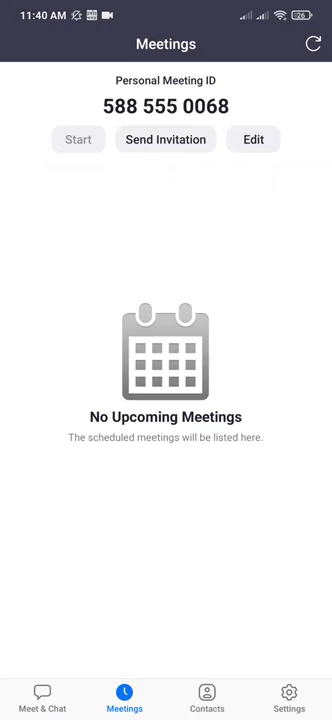 11:40 AM
26
Meetings
Personal Meeting ID
588 555 0068
Start Send Invitation Edit
No Upcoming Meetings
The scheduled meetings will be listed here.
Meet & Chat Meetings Contacts Settings